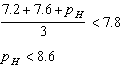 (7.2 + 7.6 + p_H) / 3 < 7.8
p_H < 8.6